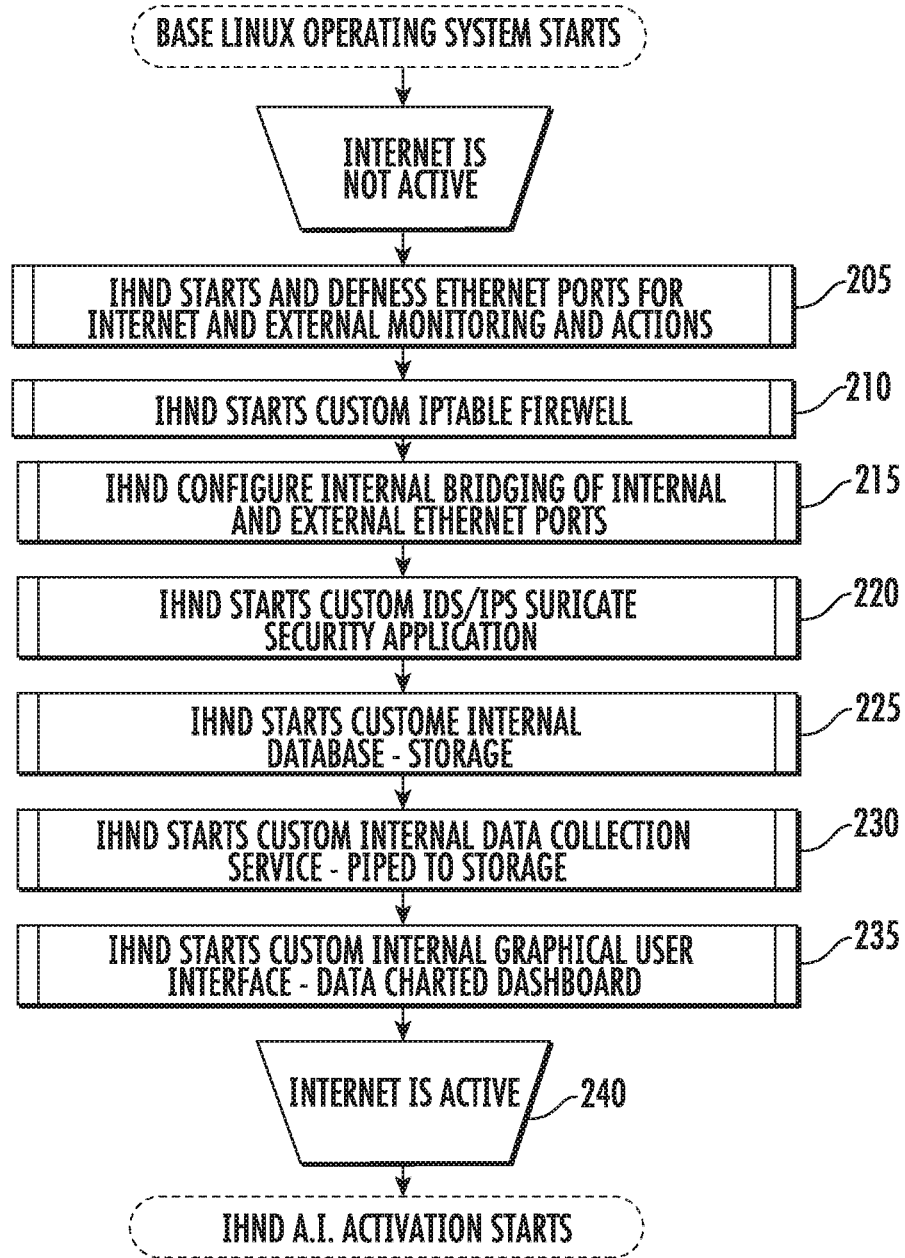 BASE LINUX OPERATING SYSTEM STARTS
INTERNET IS
NOT ACTIVE
IHND STARTS AND DEFNESS ETHERNET PORTS FOR
INTERNET AND EXTERNAL MONITORING AND ACTIONS
205
IHND STARTS CUSTOM IPTABLE FIREWELL
210
IHND CONFIGURE INTERNAL BRIDGING OF INTERNAL
AND EXTERNAL ETHERNET PORTS
215
IHND STARTS CUSTOM IDS/IPS SURICATE
SECURITY APPLICATION
220
IHND STARTS CUSTOME INTERNAL
DATABASE - STORAGE
225
IHND STARTS CUSTOM INTERNAL DATA COLLECTION
SERVICE - PIPED TO STORAGE
230
IHND STARTS CUSTOM INTERNAL GRAPHICAL USER
INTERFACE - DATA CHARTED DASHBOARD
235
INTERNET IS ACTIVE
240
IHND A.I. ACTIVATION STARTS